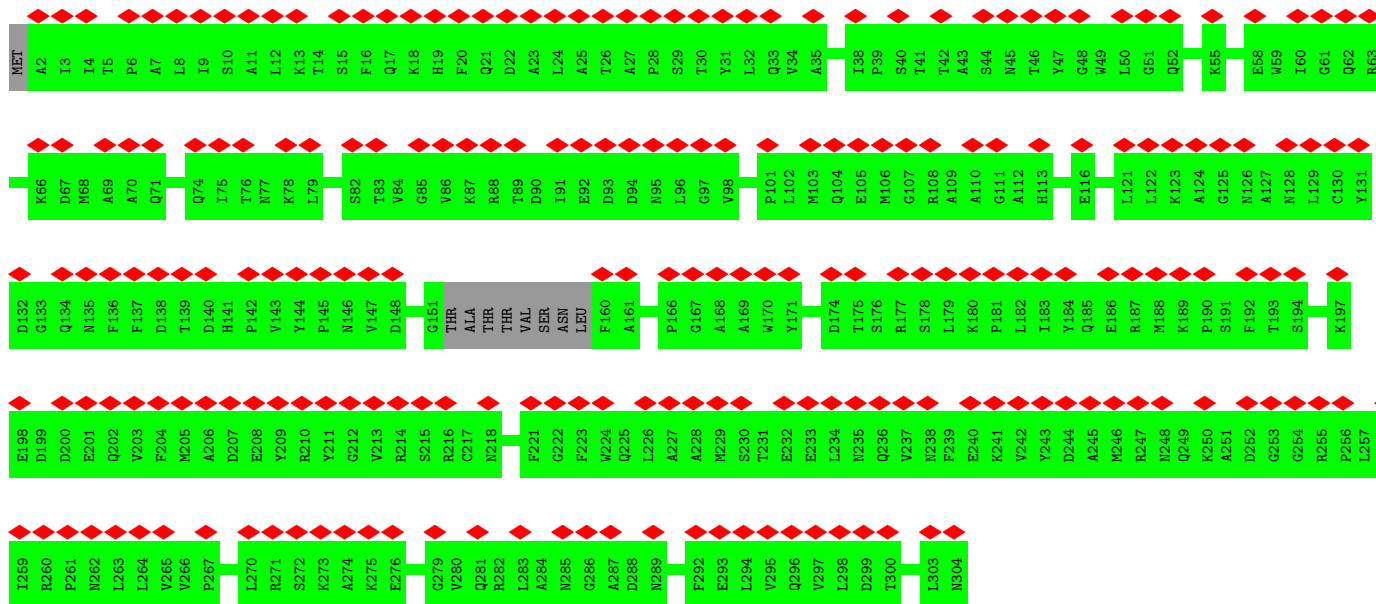 MET A2 I3 I4 T5 P6 A7 L8 I9 S10 A11 L12 K13 T14 S15 F16 Q17 K18 H19 F20 Q21 D22 A23 L24 A25 T26 A27 P28 S29 T30 Y31 L32 Q33 V34 A35 I38 P39 S40 T41 T42 A43 S44 N45 T46 Y47 G48 W49 L50 G51 Q52 K55 E58 W59 I60 G61 Q62 R63
K66 D67 M68 A69 A70 Q71 Q74 I75 T76 N77 K78 L79 S82 T83 V84 G85 V86 K87 R88 T89 D90 I91 E92 D93 D94 N95 L96 G97 V98 P101 L102 M103 Q104 E105 M106 G107 R108 A109 A110 G111 A112 H113 E116 L121 L122 K123 A124 G125 N126 A127 N128 L129 C130 Y131
D132 G133 Q134 N135 F136 F137 D138 T139 D140 H141 P142 V143 Y144 P145 N146 V147 D148 G151 THR ALA THR THR VAL SER ASN LEU F160 A161 P166 G167 A168 A169 W170 Y171 D174 T175 S176 R177 S178 L179 K180 P181 L182 I183 Y184 Q185 E186 R187 M188 K189 P190 S191 F192 T193 S194 K197
E198 D199 D200 E201 Q202 V203 F204 M205 A206 D207 E208 Y209 R210 Y211 G212 V213 R214 S215 R216 C217 N218 F221 G222 F223 W224 Q225 L226 A227 A228 M229 S230 T231 E232 E233 L234 N235 Q236 V237 N238 F239 E240 K241 V242 Y243 D244 A245 M246 R247 N248 Q249 K250 A251 D252 G253 G254 R255 P256 L257
I259 R260 P261 N262 L263 L264 V265 V266 P267 L270 R271 S272 K273 A274 K275 E276 G279 V280 Q281 R282 L283 A284 N285 G286 A287 D288 N289 F292 E293 L294 V295 Q296 V297 L298 D299 T300 L303 N304